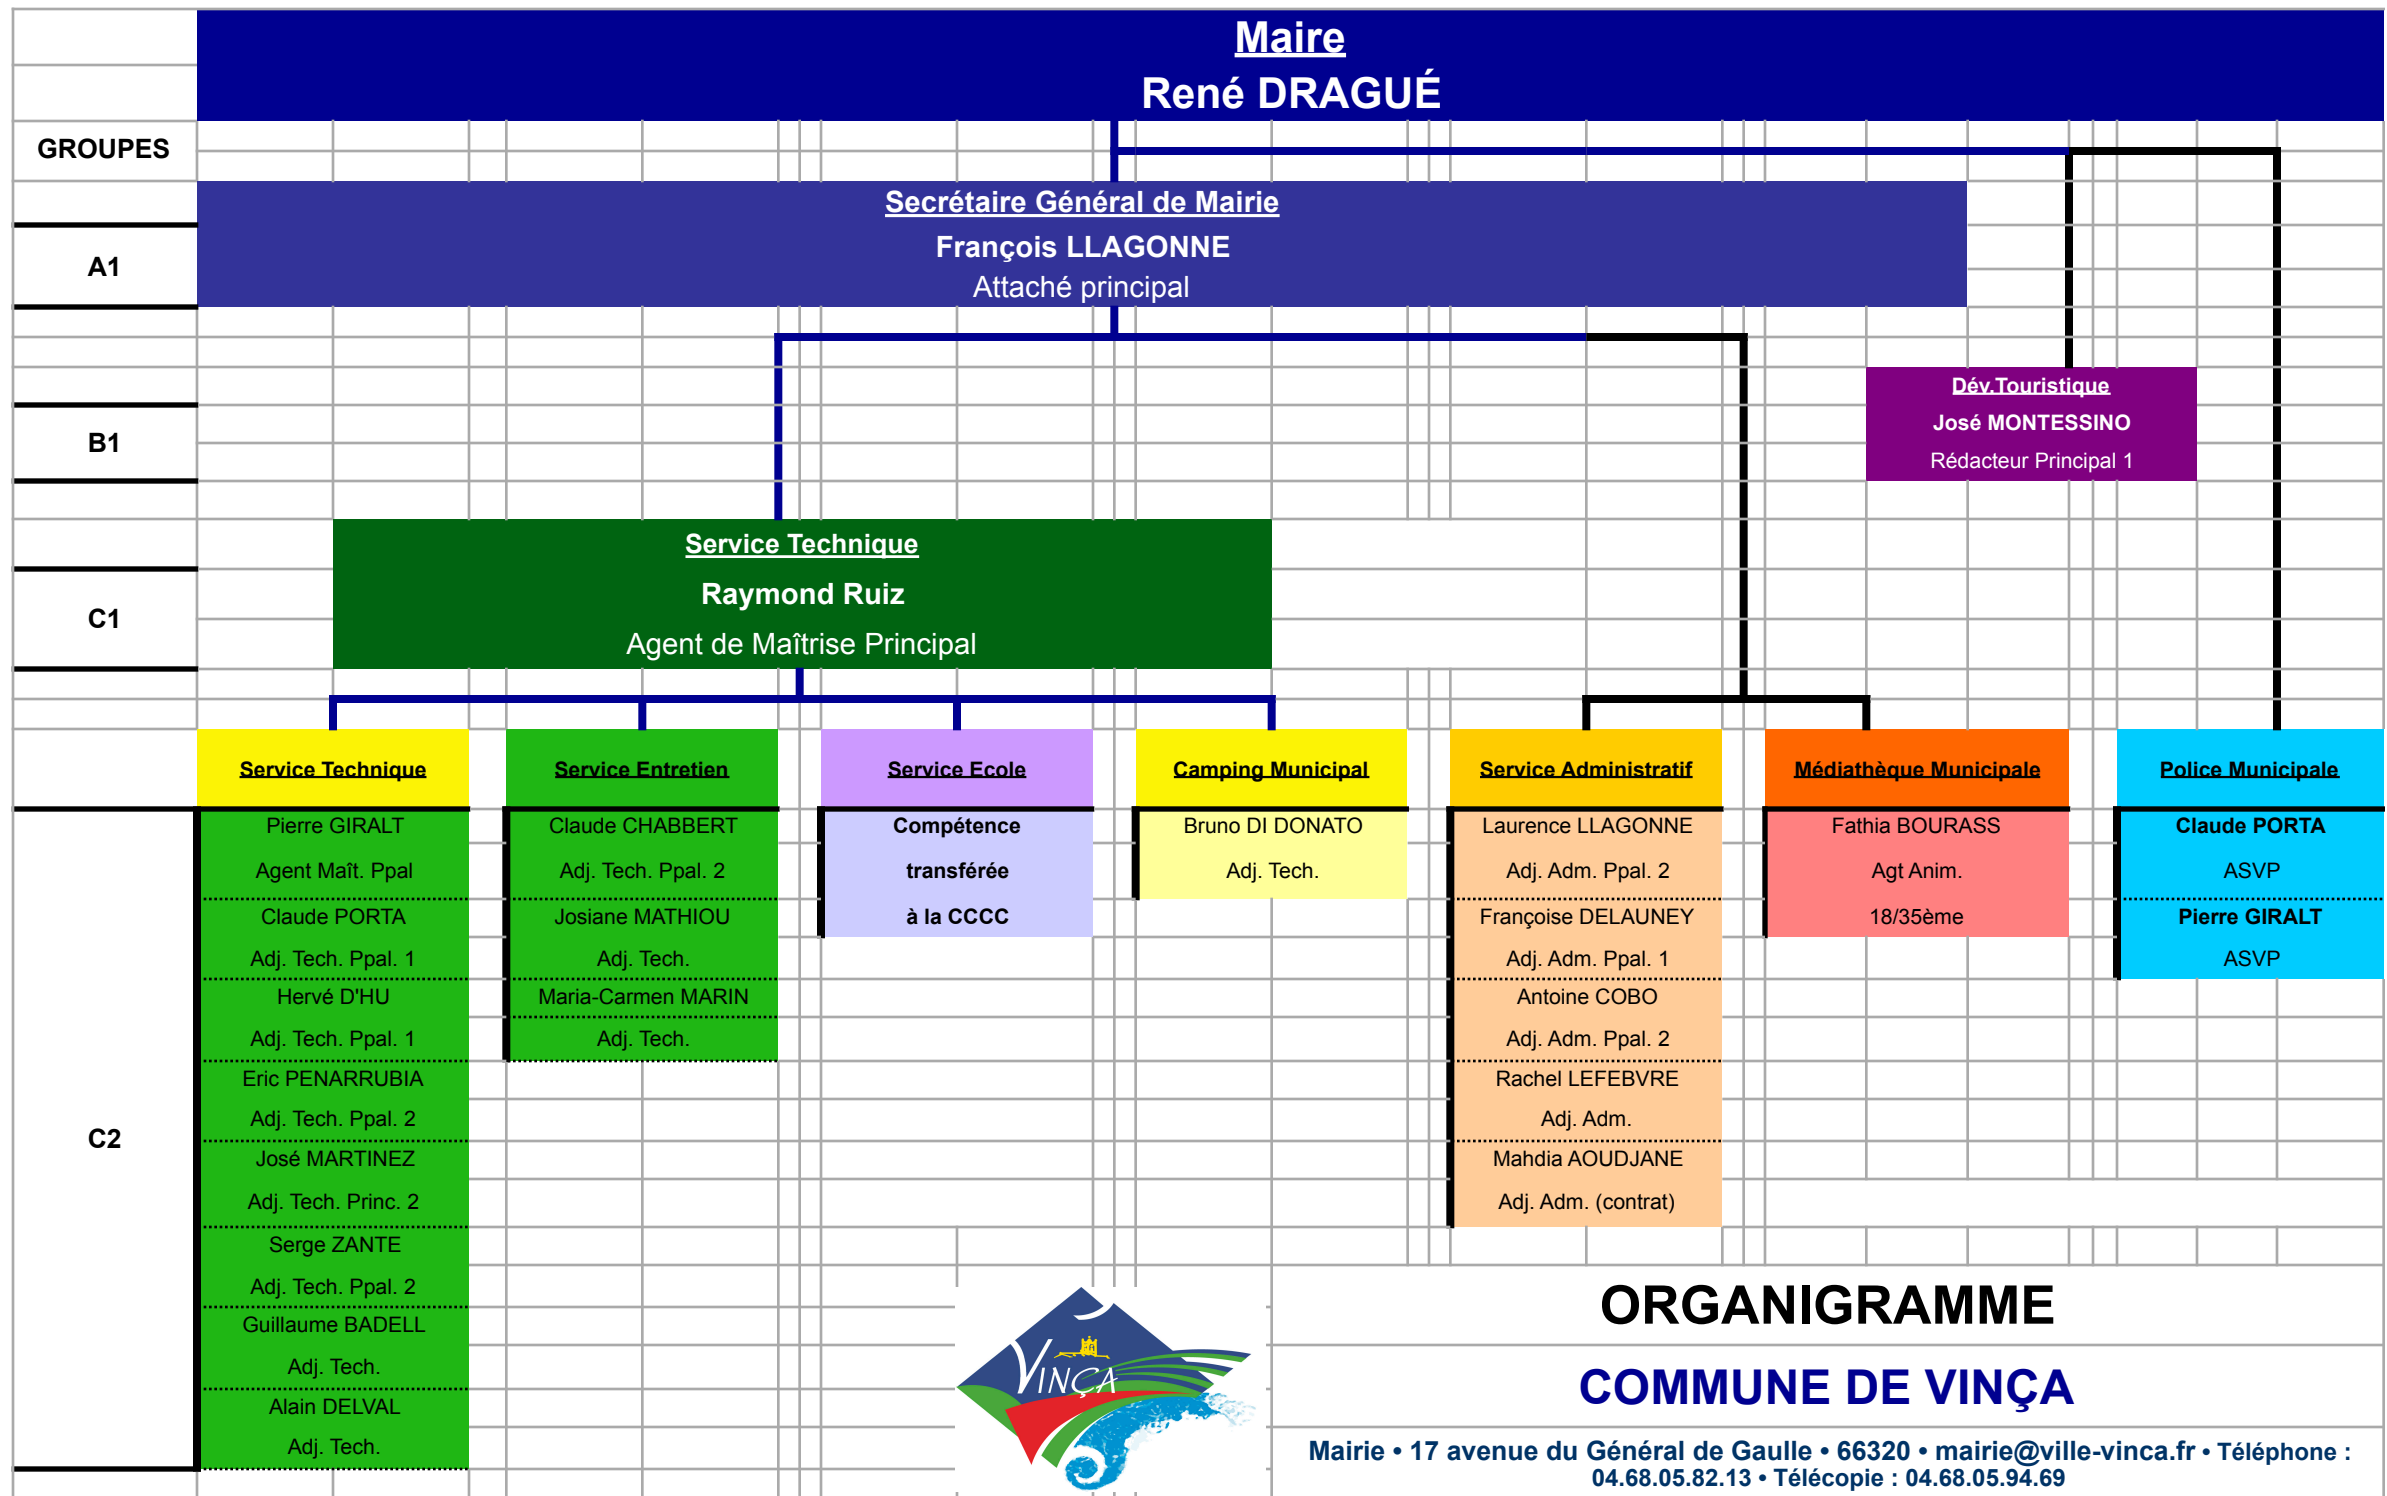 Maire
René DRAGUÉ
GROUPES
Secrétaire Général de Mairie
François LLAGONNE
Attaché principal
A1
Dév.Touristique
José MONTESSINO
Rédacteur Principal 1
B1
Service Technique
Raymond Ruiz
Agent de Maîtrise Principal
C1
Service Technique
Pierre GIRALT
Agent Maît. Ppal
Claude PORTA
Adj. Tech. Ppal. 1
Hervé D'HU
Adj. Tech. Ppal. 1
Eric PENARRUBIA
Adj. Tech. Ppal. 2
José MARTINEZ
Adj. Tech. Princ. 2
Serge ZANTE
Adj. Tech. Ppal. 2
Guillaume BADELL
Adj. Tech.
Alain DELVAL
Adj. Tech.
Service Entretien
Claude CHABBERT
Adj. Tech. Ppal. 2
Josiane MATHIOU
Adj. Tech.
Maria-Carmen MARIN
Adj. Tech.
Service Ecole
Compétence
transférée
à la CCCC
Camping Municipal
Bruno DI DONATO
Adj. Tech.
Service Administratif
Laurence LLAGONNE
Adj. Adm. Ppal. 2
Françoise DELAUNEY
Adj. Adm. Ppal. 1
Antoine COBO
Adj. Adm. Ppal. 2
Rachel LEFEBVRE
Adj. Adm.
Mahdia AOUDJANE
Adj. Adm. (contrat)
Médiathèque Municipale
Fathia BOURASS
Agt Anim.
18/35ème
Police Municipale
Claude PORTA
ASVP
Pierre GIRALT
ASVP
C2
VINÇA
ORGANIGRAMME
COMMUNE DE VINÇA
Mairie • 17 avenue du Général de Gaulle • 66320 • mairie@ville-vinca.fr • Téléphone :
04.68.05.82.13 • Télécopie : 04.68.05.94.69